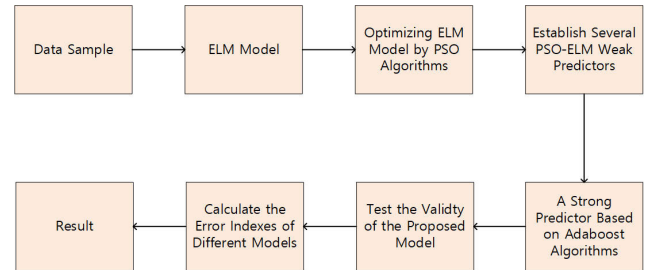 Data Sample
ELM Model
Optimizing ELM
Model by PSO
Algorithms
Establish Several
PSO-ELM Weak
Predictors
Result
Calculate the
Error Indexes of
Different Models
Test the Validty
of the Proposed
Model
A Strong
Predictor Based
on Adaboost
Algorithms